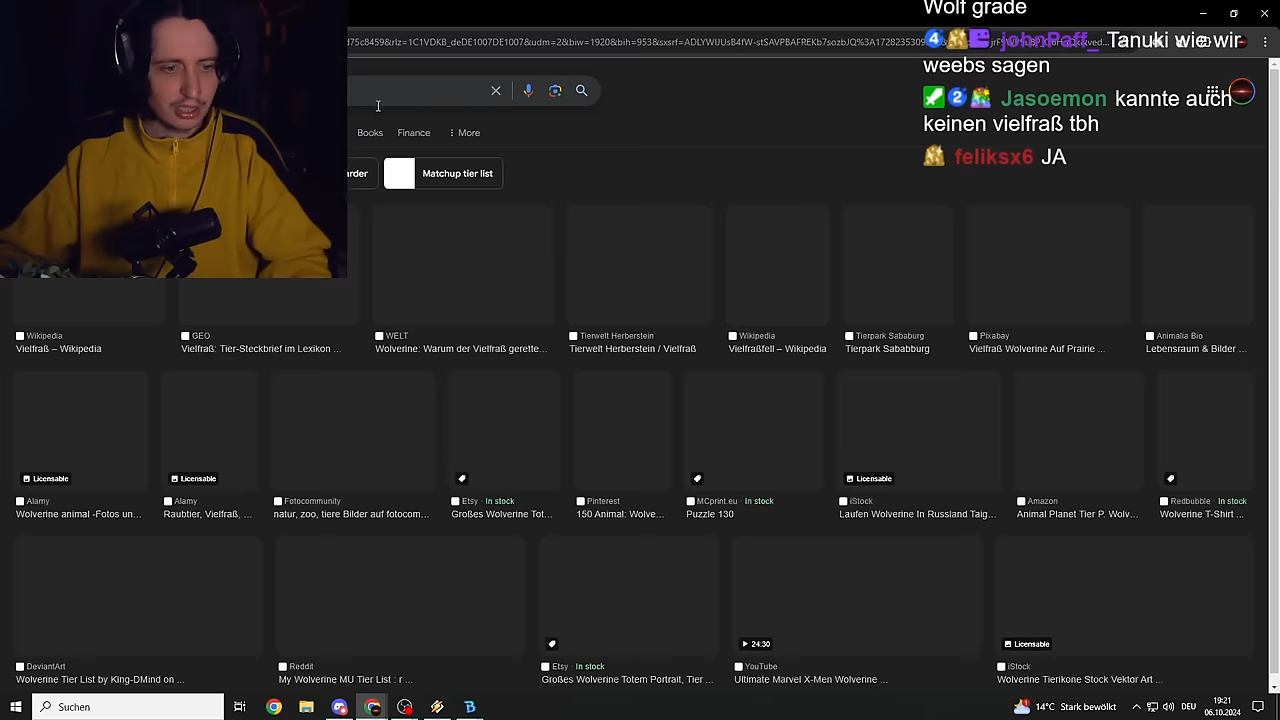 Wolf grade
johnPaff_ Tanuki wie wir
weebs sagen
4 2 Jasoemon kannte auch
keinen vielfraß tbh
feliksx6 JA
Books Finance More
arder Matchup tier list
Wikipedia
Vielfraß – Wikipedia
GEO
Vielfraß: Tier-Steckbrief im Lexikon ...
WELT
Wolverine: Warum der Vielfraß gerette...
Tierwelt Herberstein
Tierwelt Herberstein / Vielfraß
Wikipedia
Vielfraßfell – Wikipedia
Tierpark Sababurg
Tierpark Sababburg
Pixabay
Vielfraß Wolverine Auf Prairie ...
Animalia Bio
Lebensraum & Bilder ...
Licensable
Alamy
Wolverine animal -Fotos un...
Licensable
Alamy
Raubtier, Vielfraß, ...
Fotocommunity
natur, zoo, tiere Bilder auf fotocom...
Etsy · In stock
Großes Wolverine Tot...
Pinterest
150 Animal: Wolve...
MCprint.eu · In stock
Puzzle 130
Licensable
iStock
Laufen Wolverine In Russland Taig...
Amazon
Animal Planet Tier P. Wolv...
Redbubble · In stock
Wolverine T-Shirt ...
DeviantArt
Wolverine Tier List by King-DMind on ...
Reddit
My Wolverine MU Tier List : r ...
Etsy · In stock
Großes Wolverine Totem Portrait, Tier ...
24:30
YouTube
Ultimate Marvel X-Men Wolverine ...
Licensable
iStock
Wolverine Tierikone Stock Vektor Art ...
Suchen
14°C Stark bewölkt
DEU
19:21
06.10.2024